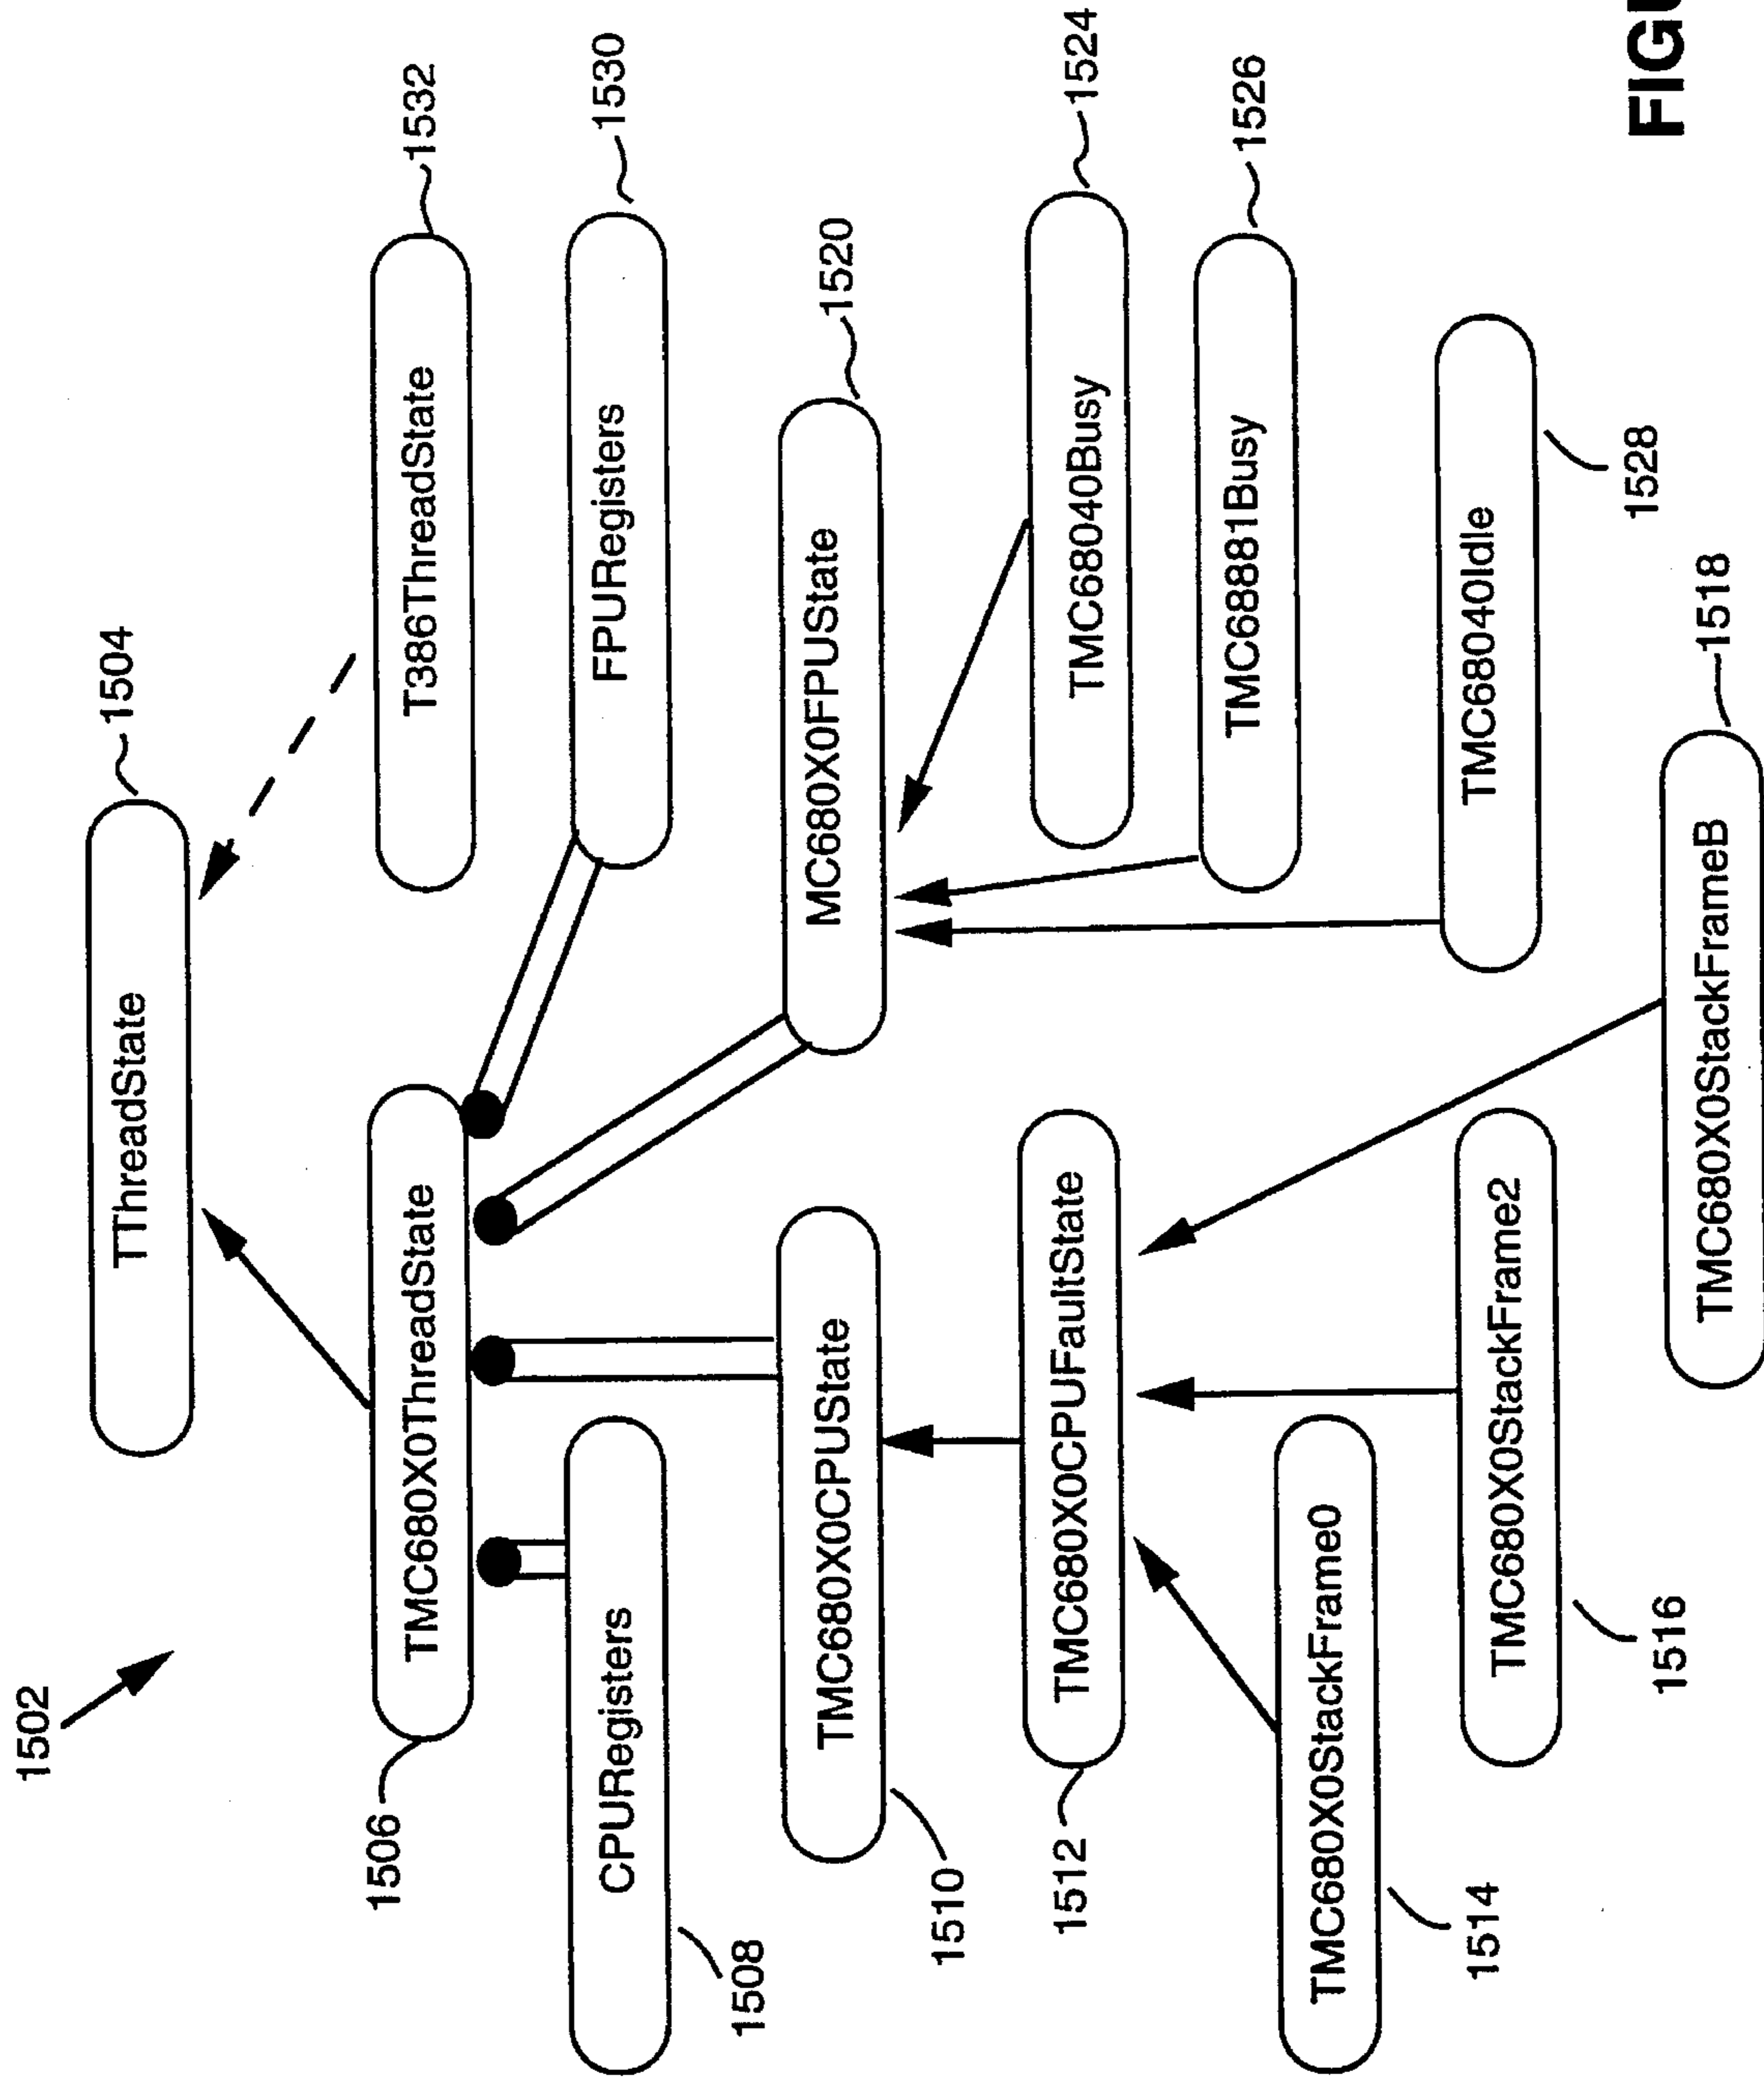 1502
1504
TThreadState
1506
TMC680X0ThreadState
T386ThreadState
1532
CPURegisters
1508
FPURegisters
1530
TMC680X0CPUState
1510
MC680X0FPUState
1520
TMC680X0CPUFaultState
1512
TMC68040Busy
1524
TMC68881Busy
1526
TMC680X0StackFrame0
1514
TMC680X0StackFrame2
1516
TMC68040Idle
1528
TMC680X0StackFrameB
1518